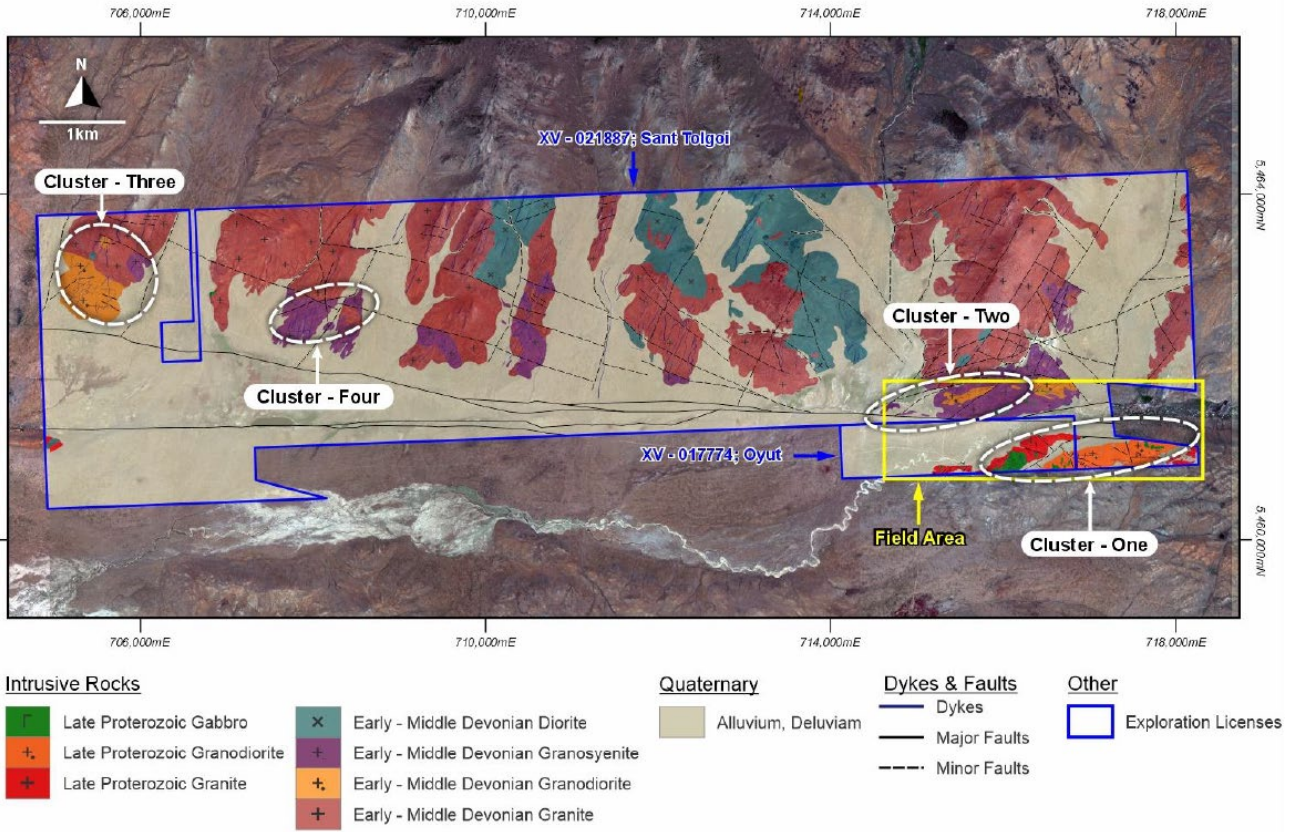 706,000mE
710,000mE
714,000mE
718,000mE
N
1km
XV - 021887; Sant Tolgoi
5,464,000mN
Cluster - Three
Cluster - Two
Cluster - Four
XV - 017774; Oyut
Field Area
Cluster - One
5,460,000mN
706,000mE
710,000mE
714,000mE
718,000mE
Intrusive Rocks
Late Proterozoic Gabbro
Late Proterozoic Granodiorite
Late Proterozoic Granite
Early - Middle Devonian Diorite
Early - Middle Devonian Granosyenite
Early - Middle Devonian Granodiorite
Early - Middle Devonian Granite
Quaternary
Alluvium, Deluviam
Dykes & Faults
Dykes
Major Faults
Minor Faults
Other
Exploration Licenses